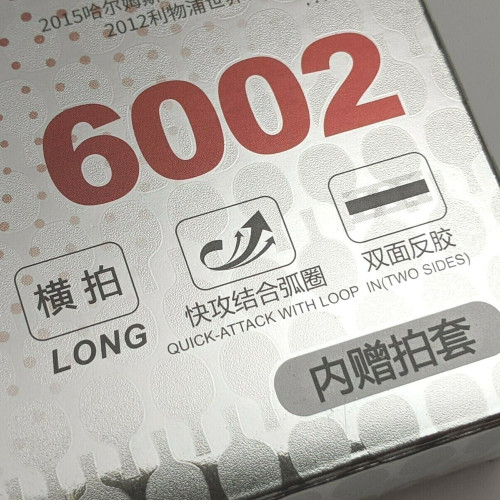 2015哈尔姆斯
2012利物浦世界
6002
横拍
LONG
快攻结合弧圈
QUICK-ATTACK WITH LOOP
双面反胶
IN(TWO SIDES)
内赠拍套